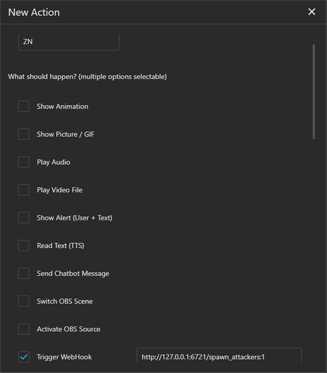 New Action
ZN
What should happen? (multiple options selectable)
Show Animation
Show Picture / GIF
Play Audio
Play Video File
Show Alert (User + Text)
Read Text (TTS)
Send Chatbot Message
Switch OBS Scene
Activate OBS Source
Trigger WebHook http://127.0.0.1:6721/spawn_attackers:1